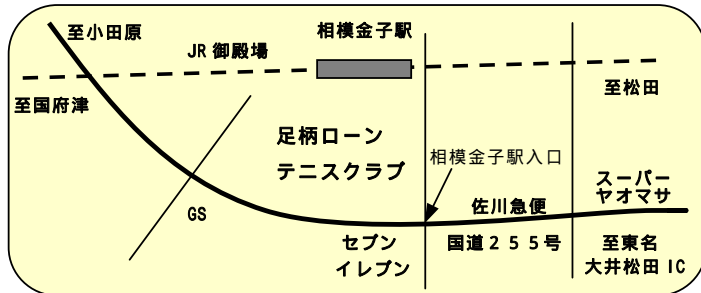 至小田原
JR 御殿場
相模金子駅
至国府津
至松田
足柄ローン
テニスクラブ
相模金子駅入口
GS
佐川急便
スーパー
ヤオマサ
セブン
イレブン
国道２５５号
至東名
大井松田 IC